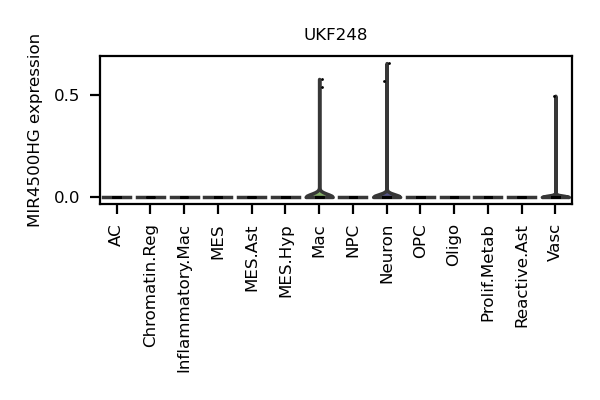 UKF248
MIR4500HG expression
0.5
0.0
AC
Chromatin.Reg
Inflammatory.Mac
MES
MES.Ast
MES.Hyp
Mac
NPC
Neuron
OPC
Oligo
Prolif.Metab
Reactive.Ast
Vasc